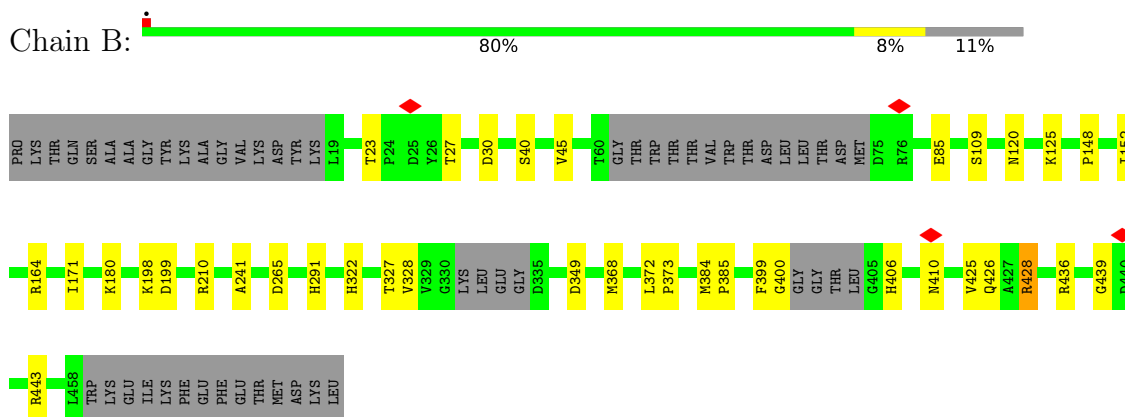 Chain B:
80% 8% 11%
PRO LYS THR GLN SER ALA ALA GLY TYR LYS ALA GLY VAL LYS ASP TYR LYS L19 T23 P24 D25 Y26 T27 D30 S40 V45 T60 GLY THR TRP THR THR VAL TRP THR ASP LEU LEU THR ASP MET D75 R76 E85 S109 N120 K125 P148 I152
R164 I171 K180 K198 D199 R210 A241 D265 H291 H322 T327 V328 V329 G330 LYS LEU GLU GLY D335 D349 M368 L372 P373 M384 P385 F399 G400 GLY GLY THR LEU G405 H406 N410 V425 Q426 A427 R428 R436 G439
R443 L458 TRP LYS GLU ILE LYS PHE GLU PHE GLU THR MET ASP LYS LEU